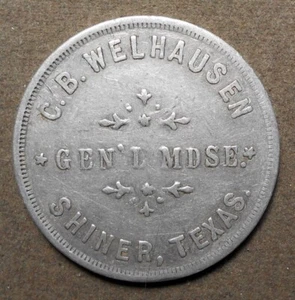 C. B. WELHAUSEN
GEN'L MDSE.
SHINER, TEXAS.